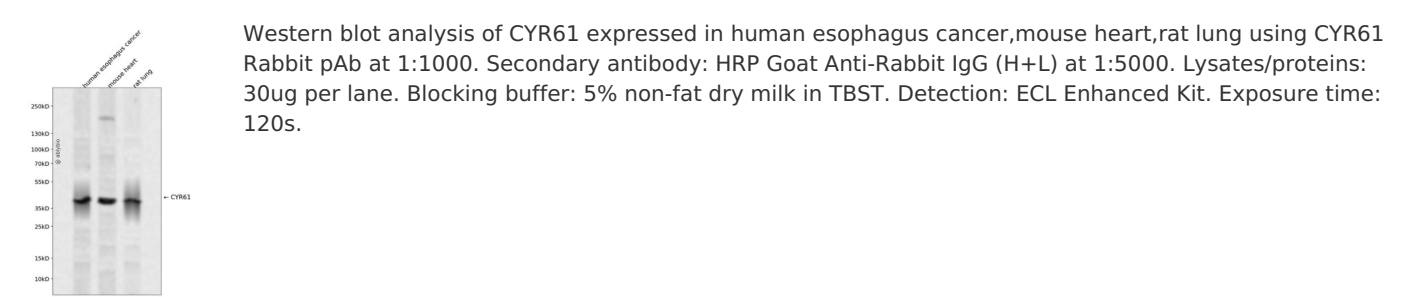 Western blot analysis of CYR61 expressed in human esophagus cancer,mouse heart,rat lung using CYR61
Rabbit pAb at 1:1000. Secondary antibody: HRP Goat Anti-Rabbit IgG (H+L) at 1:5000. Lysates/proteins:
30ug per lane. Blocking buffer: 5% non-fat dry milk in TBST. Detection: ECL Enhanced Kit. Exposure time:
120s.
human esophagus cancer
mouse heart
rat lung
250kD
130kD
100kD
70kD
55kD
35kD
25kD
15kD
10kD
@ ablybio
← CYR61